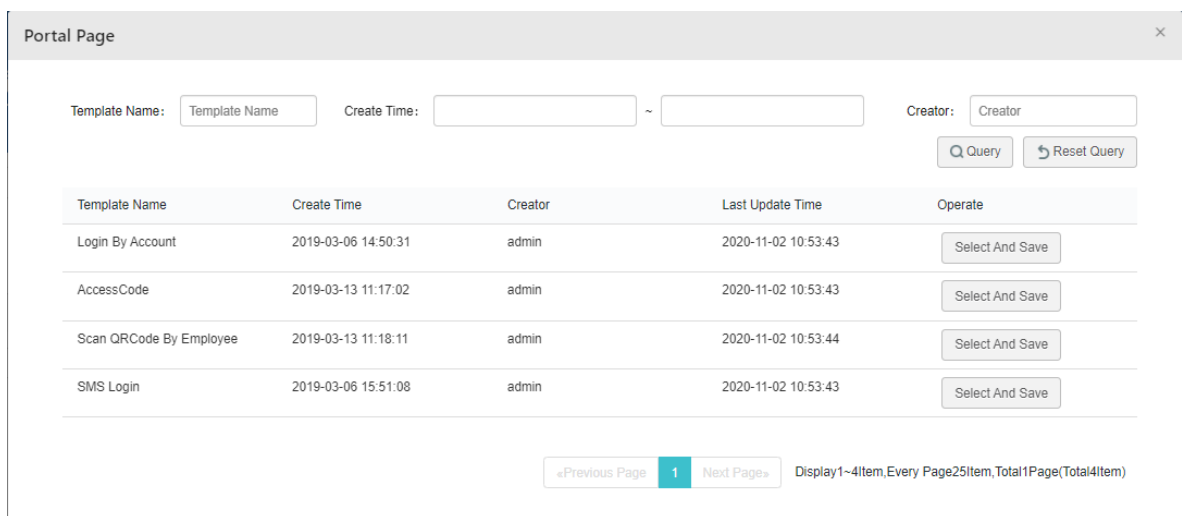 Portal Page ×
Template Name: Template Name Create Time: ~ Creator: Creator
Query Reset Query
Template Name Create Time Creator Last Update Time Operate
Login By Account 2019-03-06 14:50:31 admin 2020-11-02 10:53:43 Select And Save
AccessCode 2019-03-13 11:17:02 admin 2020-11-02 10:53:43 Select And Save
Scan QRCode By Employee 2019-03-13 11:18:11 admin 2020-11-02 10:53:44 Select And Save
SMS Login 2019-03-06 15:51:08 admin 2020-11-02 10:53:43 Select And Save
«Previous Page 1 Next Page» Display1~4Item,Every Page25Item,Total1Page(Total4Item)